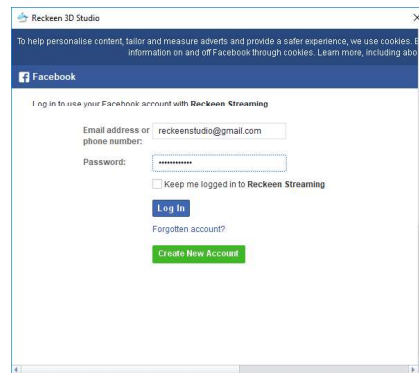 Reckeen 3D Studio
To help personalise content, tailor and measure adverts and provide a safer experience, we use cookies.
information on and off Facebook through cookies. Learn more, including abo
Facebook
Log in to use your Facebook account with Reckeen Streaming
Email address or
phone number:
reckeenstudio@gmail.com
Password:
Keep me logged in to Reckeen Streaming
Log In
Forgotten account?
Create New Account